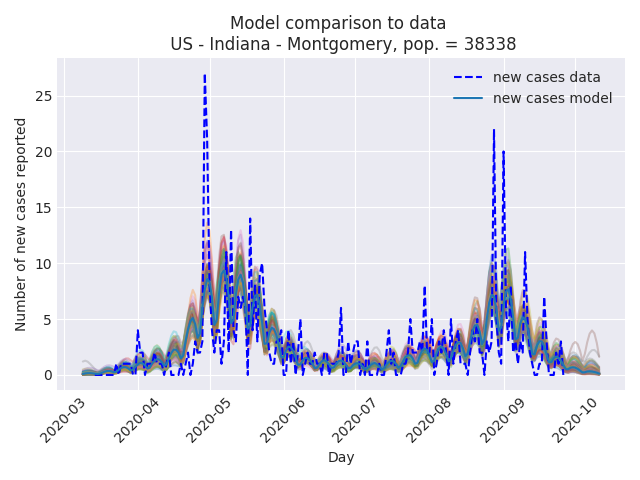 Model comparison to data
US - Indiana - Montgomery, pop. = 38338
new cases data
new cases model
Number of new cases reported
25
20
15
10
5
0
2020-03
2020-04
2020-05
2020-06
2020-07
2020-08
2020-09
2020-10
Day